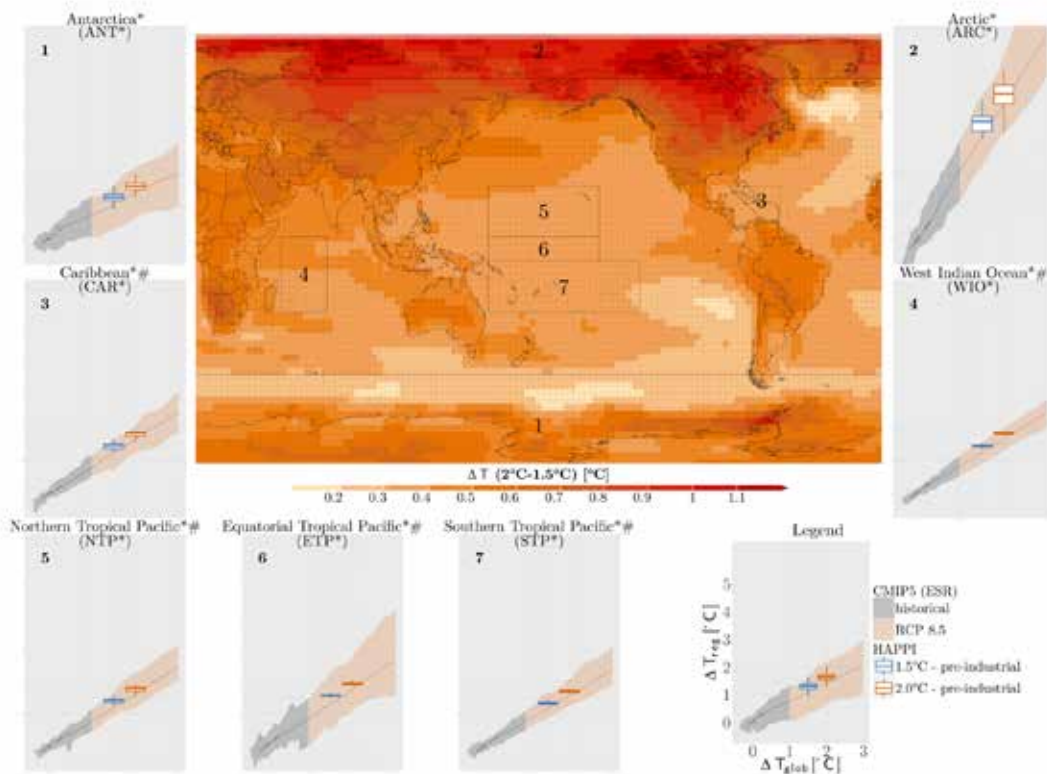 Antarctica*
(ANT*)
1
Arctic*
(ARC*)
2
2
3
5
6
4
7
1
Caribbean*#
(CAR*)
3
West Indian Ocean*#
(WIO*)
4
Δ T (2°C-1.5°C) [°C]
0.2 0.3 0.4 0.5 0.6 0.7 0.8 0.9 1 1.1
Northern Tropical Pacific*#
(NTP*)
5
Equatorial Tropical Pacific*#
(ETP*)
6
Southern Tropical Pacific*#
(STP*)
7
Legend
5
4
3
2
1
0
Δ Treg [°C]
0 1 2 3
Δ Tglob [°C]
CMIP5 (ESR)
historical
RCP 8.5
HAPPI
1.5°C - pre-industrial
2.0°C - pre-industrial